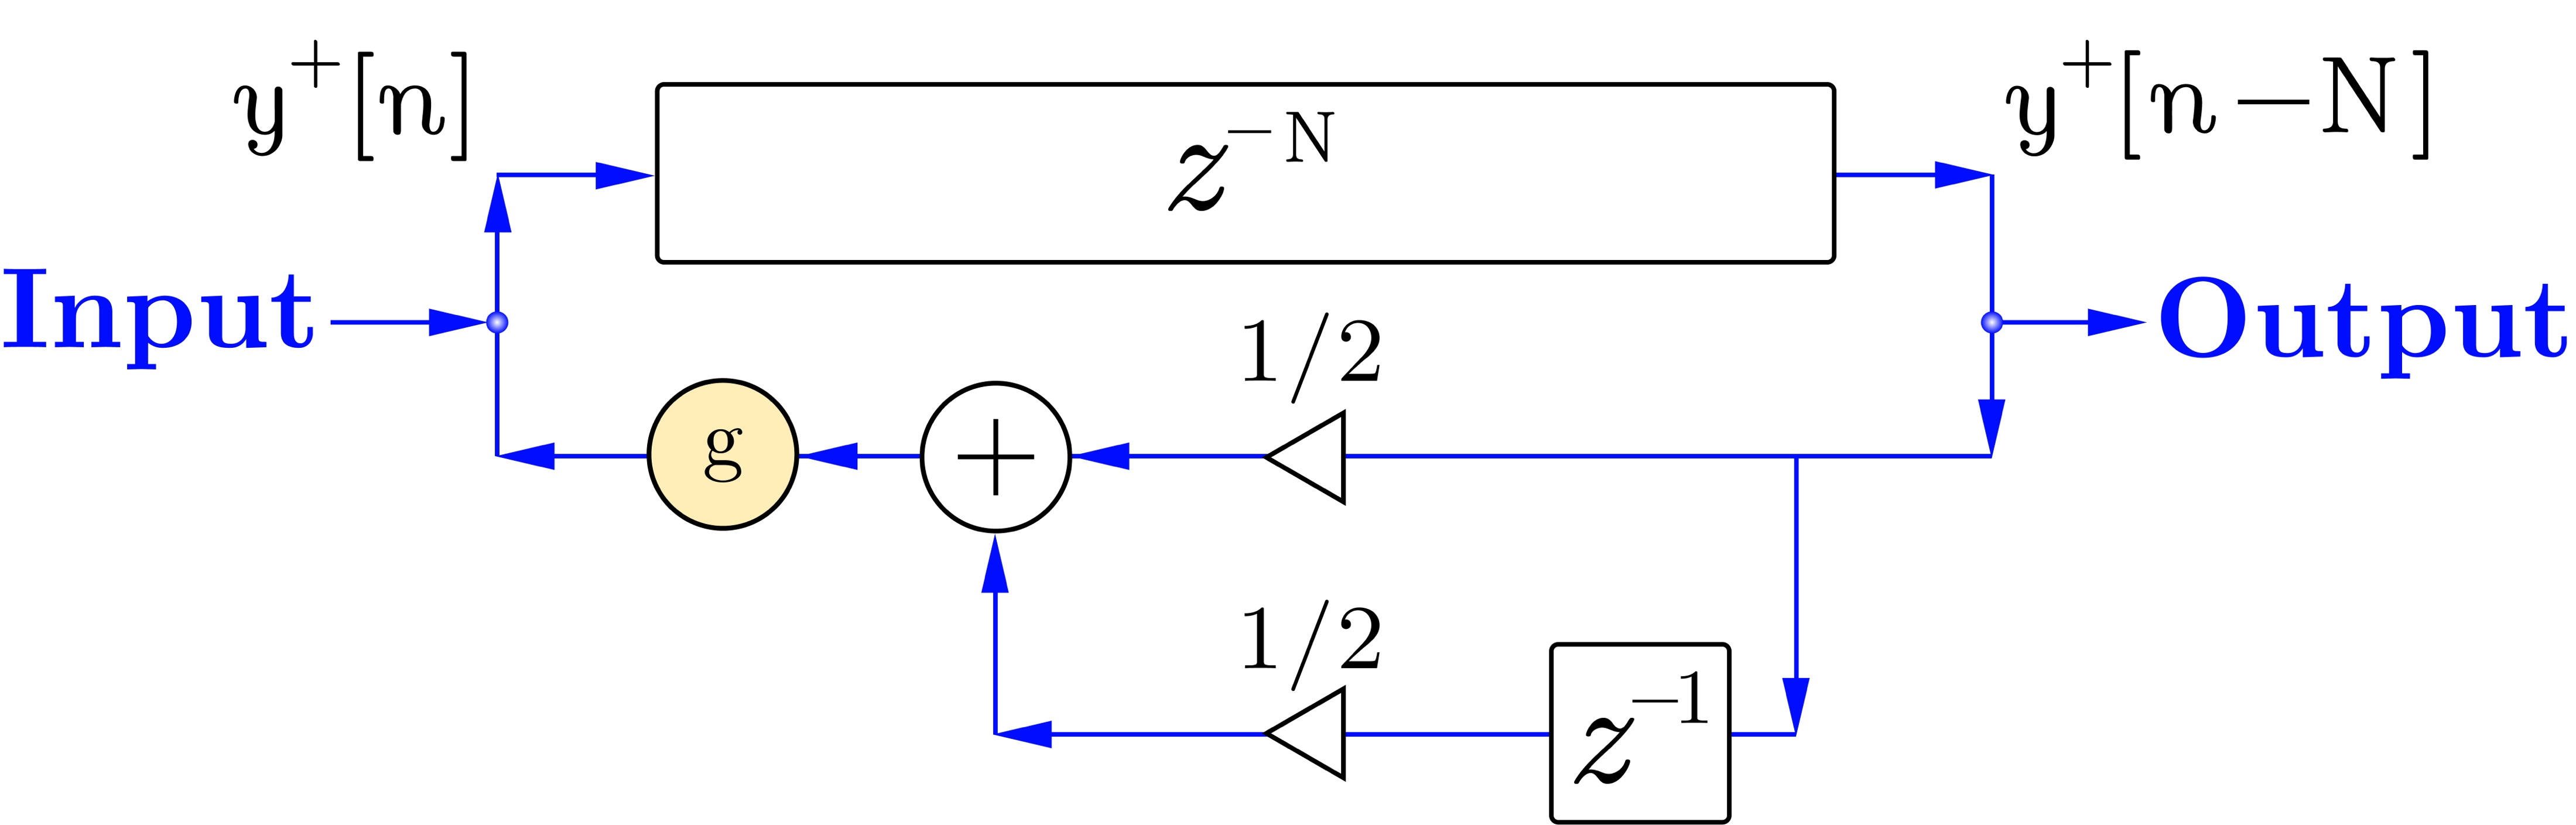 y⁺[n]
y⁺[n−N]
z⁻ᴺ
Input
Output
1/2
g
+
1/2
z⁻¹